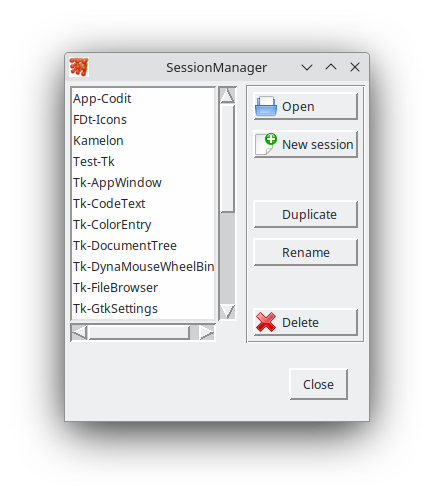 SessionManager
App-Codit
FDt-Icons
Kamelon
Test-Tk
Tk-AppWindow
Tk-CodeText
Tk-ColorEntry
Tk-DocumentTree
Tk-DynaMouseWheelBin
Tk-FileBrowser
Tk-GtkSettings
Open
New session
Duplicate
Rename
Delete
Close